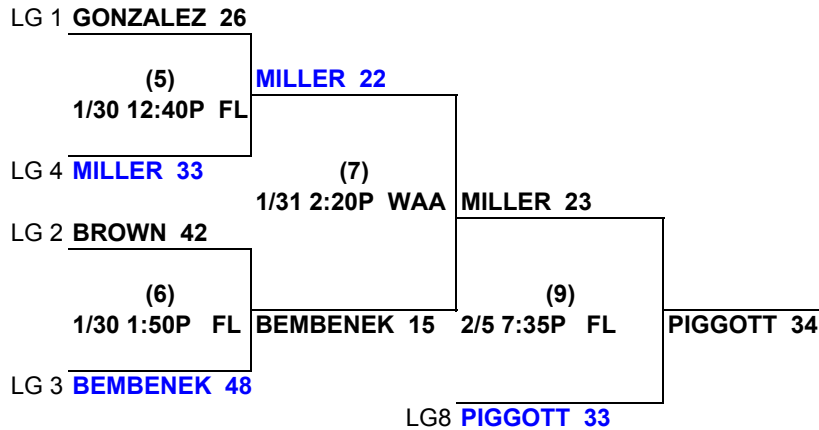 LG 1 GONZALEZ 26
(5) MILLER 22
1/30 12:40P FL
LG 4 MILLER 33 (7)
1/31 2:20P WAA MILLER 23
LG 2 BROWN 42
(6) (9)
1/30 1:50P FL BEMBENEK 15 2/5 7:35P FL PIGGOTT 34
LG 3 BEMBENEK 48
LG8 PIGGOTT 33